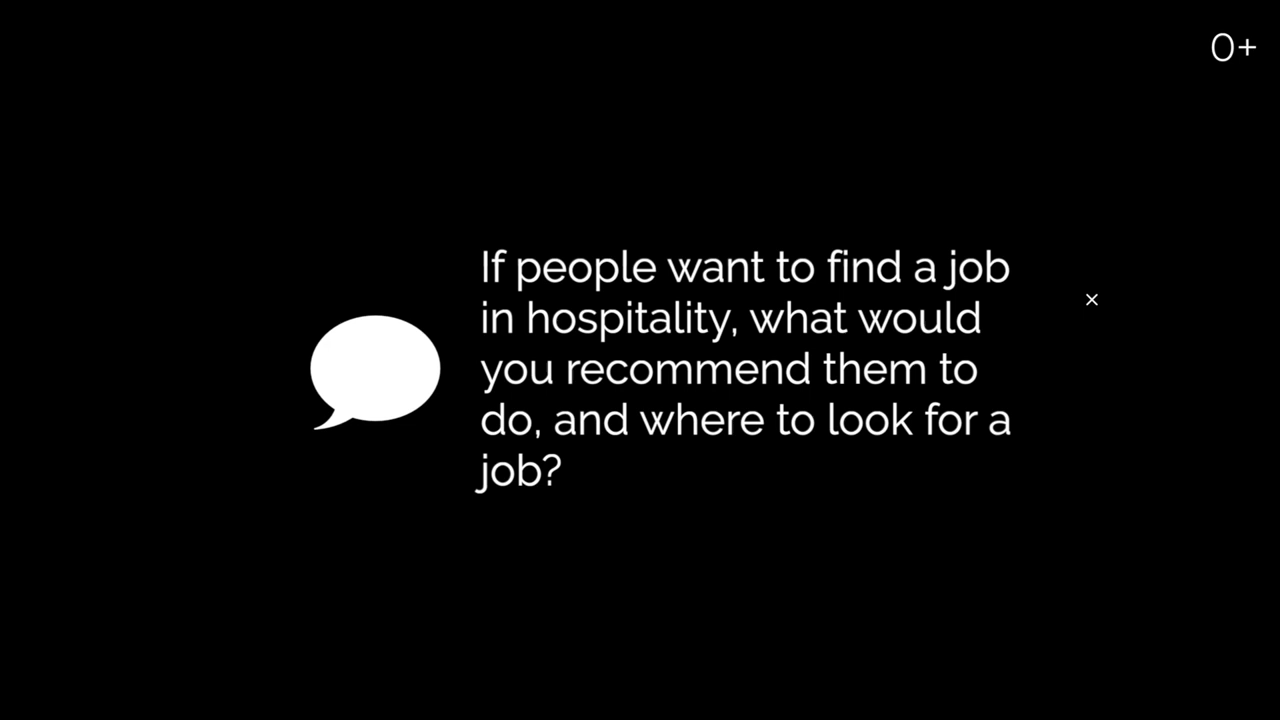 0+
If people want to find a job
in hospitality, what would
you recommend them to
do, and where to look for a
job?